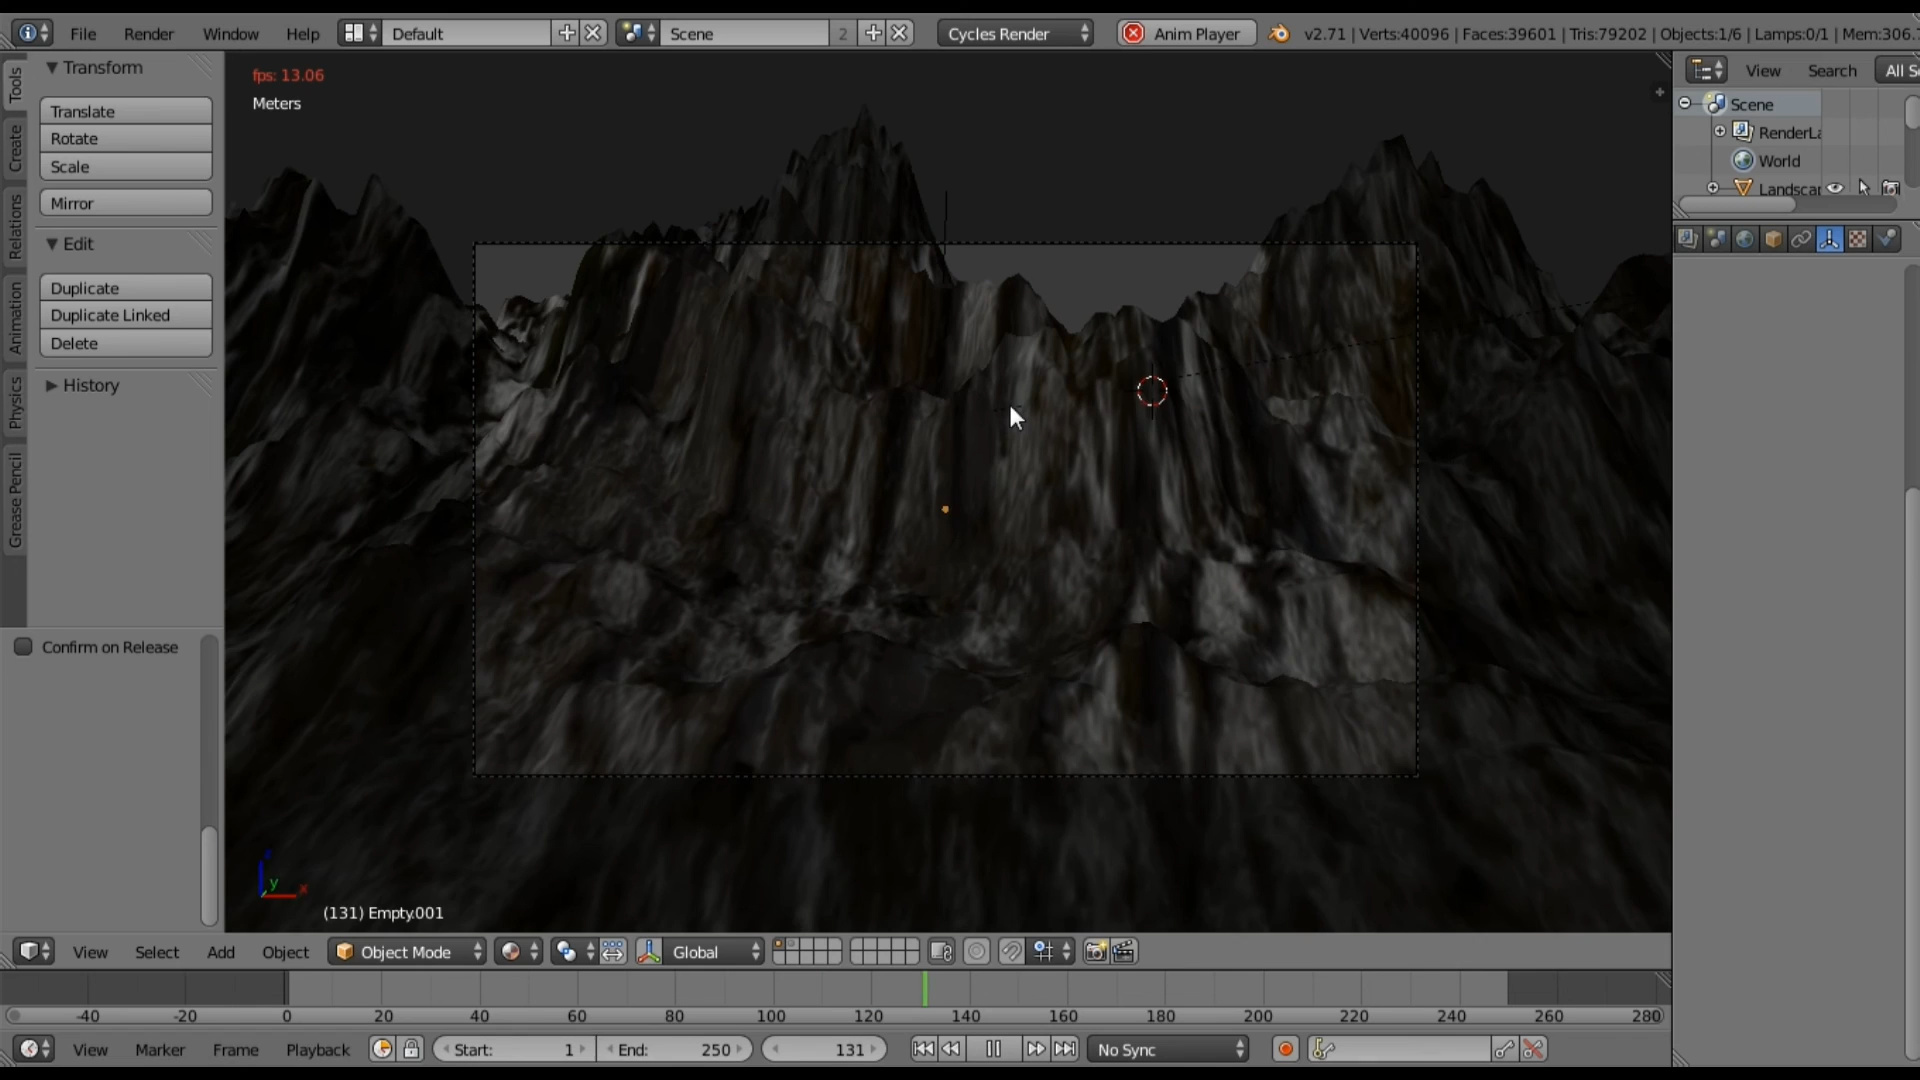 File Render Window Help Default Scene 2 Cycles Render Anim Player v2.71 | Verts:40096 | Faces:39601 | Tris:79202 | Objects:1/6 | Lamps:0/1 | Mem:306.
Tools
Create
Relations
Animation
Physics
Grease Pencil
Transform
Translate
Rotate
Scale
Mirror
Edit
Duplicate
Duplicate Linked
Delete
History
Confirm on Release
fps: 13.06
Meters
x
y
(131) Empty.001
View Search All S
Scene
RenderLa
World
Landscap
View Select Add Object Object Mode Global
-40 -20 0 20 40 60 80 100 120 140 160 180 200 220 240 260 280
View Marker Frame Playback Start: 1 End: 250 131 No Sync